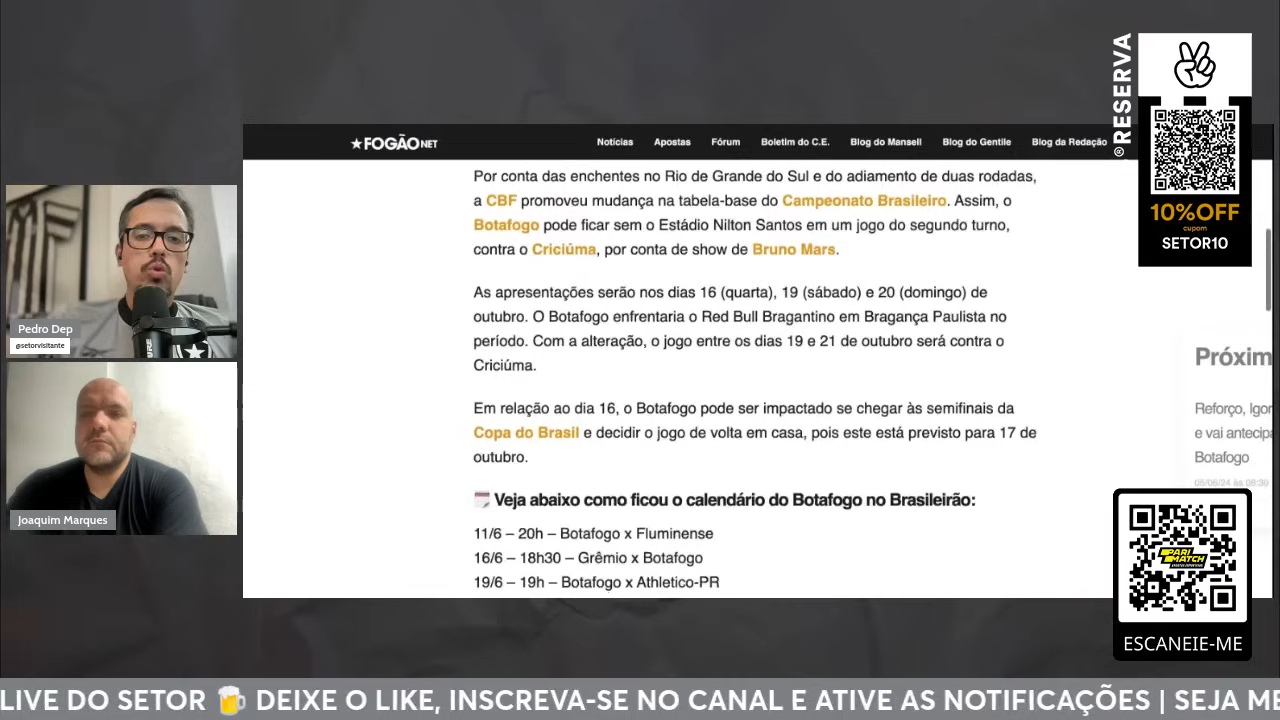 FOGÃO NET
Notícias Apostas Fórum Boletim do C.E. Blog do Mansell Blog do Gentile Blog da Redação
Por conta das enchentes no Rio de Grande do Sul e do adiamento de duas rodadas,
a CBF promoveu mudança na tabela-base do Campeonato Brasileiro. Assim, o
Botafogo pode ficar sem o Estádio Nilton Santos em um jogo do segundo turno,
contra o Criciúma, por conta de show de Bruno Mars.
As apresentações serão nos dias 16 (quarta), 19 (sábado) e 20 (domingo) de
outubro. O Botafogo enfrentaria o Red Bull Bragantino em Bragança Paulista no
período. Com a alteração, o jogo entre os dias 19 e 21 de outubro será contra o
Criciúma.
Em relação ao dia 16, o Botafogo pode ser impactado se chegar às semifinais da
Copa do Brasil e decidir o jogo de volta em casa, pois este está previsto para 17 de
outubro.
Veja abaixo como ficou o calendário do Botafogo no Brasileirão:
11/6 – 20h – Botafogo x Fluminense
16/6 – 18h30 – Grêmio x Botafogo
19/6 – 19h – Botafogo x Athletico-PR
Próxim
Reforço, Igor
e vai antecip
Botafogo
05/06/24 às 08:39
Pedro Dep
@setorvisitante
Joaquim Marques
RESERVA
10%OFF
cupom
SETOR10
PARI
MATCH
ESCANEIE-ME
LIVE DO SETOR 🍺 DEIXE O LIKE, INSCREVA-SE NO CANAL E ATIVE AS NOTIFICAÇÕES | SEJA ME